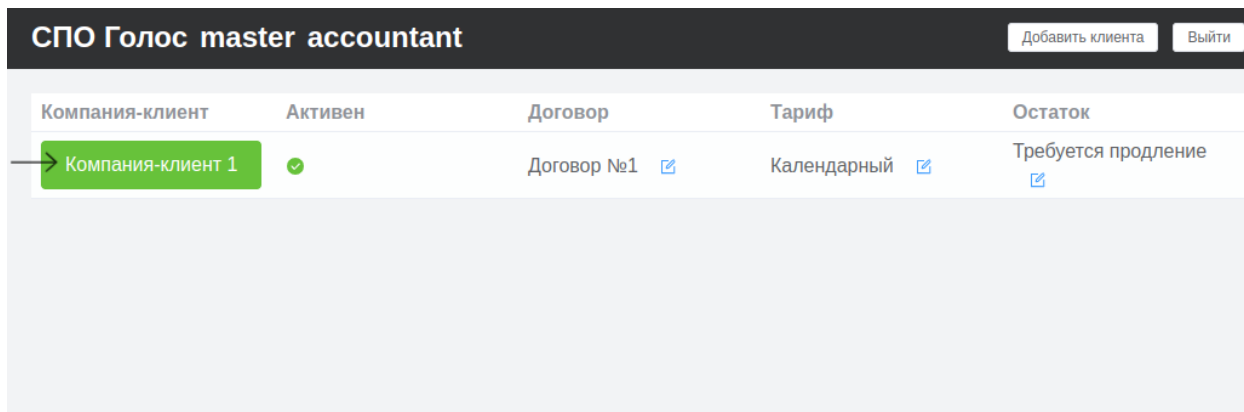 СПО Голос master accountant
Добавить клиента
Выйти
Компания-клиент Активен Договор Тариф Остаток
Компания-клиент 1 Договор №1 Календарный Требуется продление